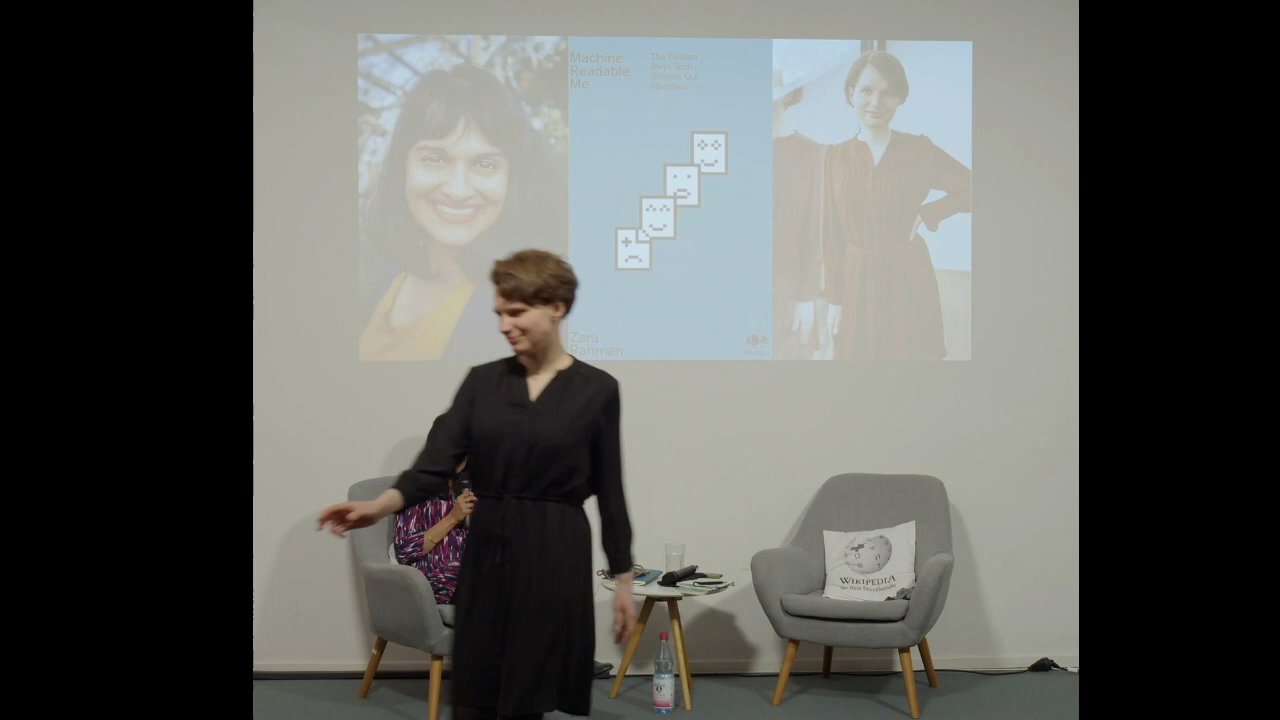 Machine
Readable
Me
The Hidden
Ways Tech
Shapes Our
Identities
Zara
Rahman
WIKIPEDIA